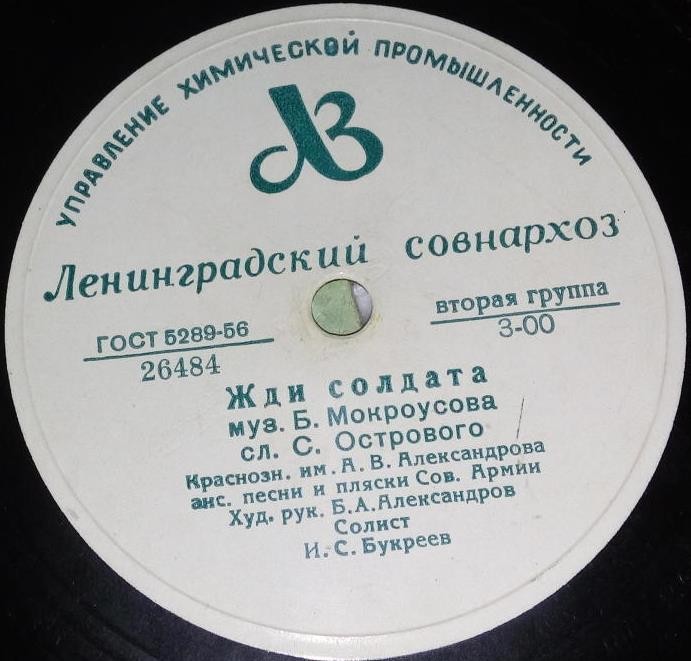 УПРАВЛЕНИЕ ХИМИЧЕСКОЙ ПРОМЫШЛЕННОСТИ
ЛЗ
Ленинградский совнархоз
ГОСТ 5289-56
26484
вторая группа
3-00
Жди солдата
муз. Б. Мокроусова
сл. С. Острового
Краснозн. им. А. В. Александрова
анс. песни и пляски Сов. Армии
Худ. рук. Б. А. Александров
Солист
И. С. Букреев